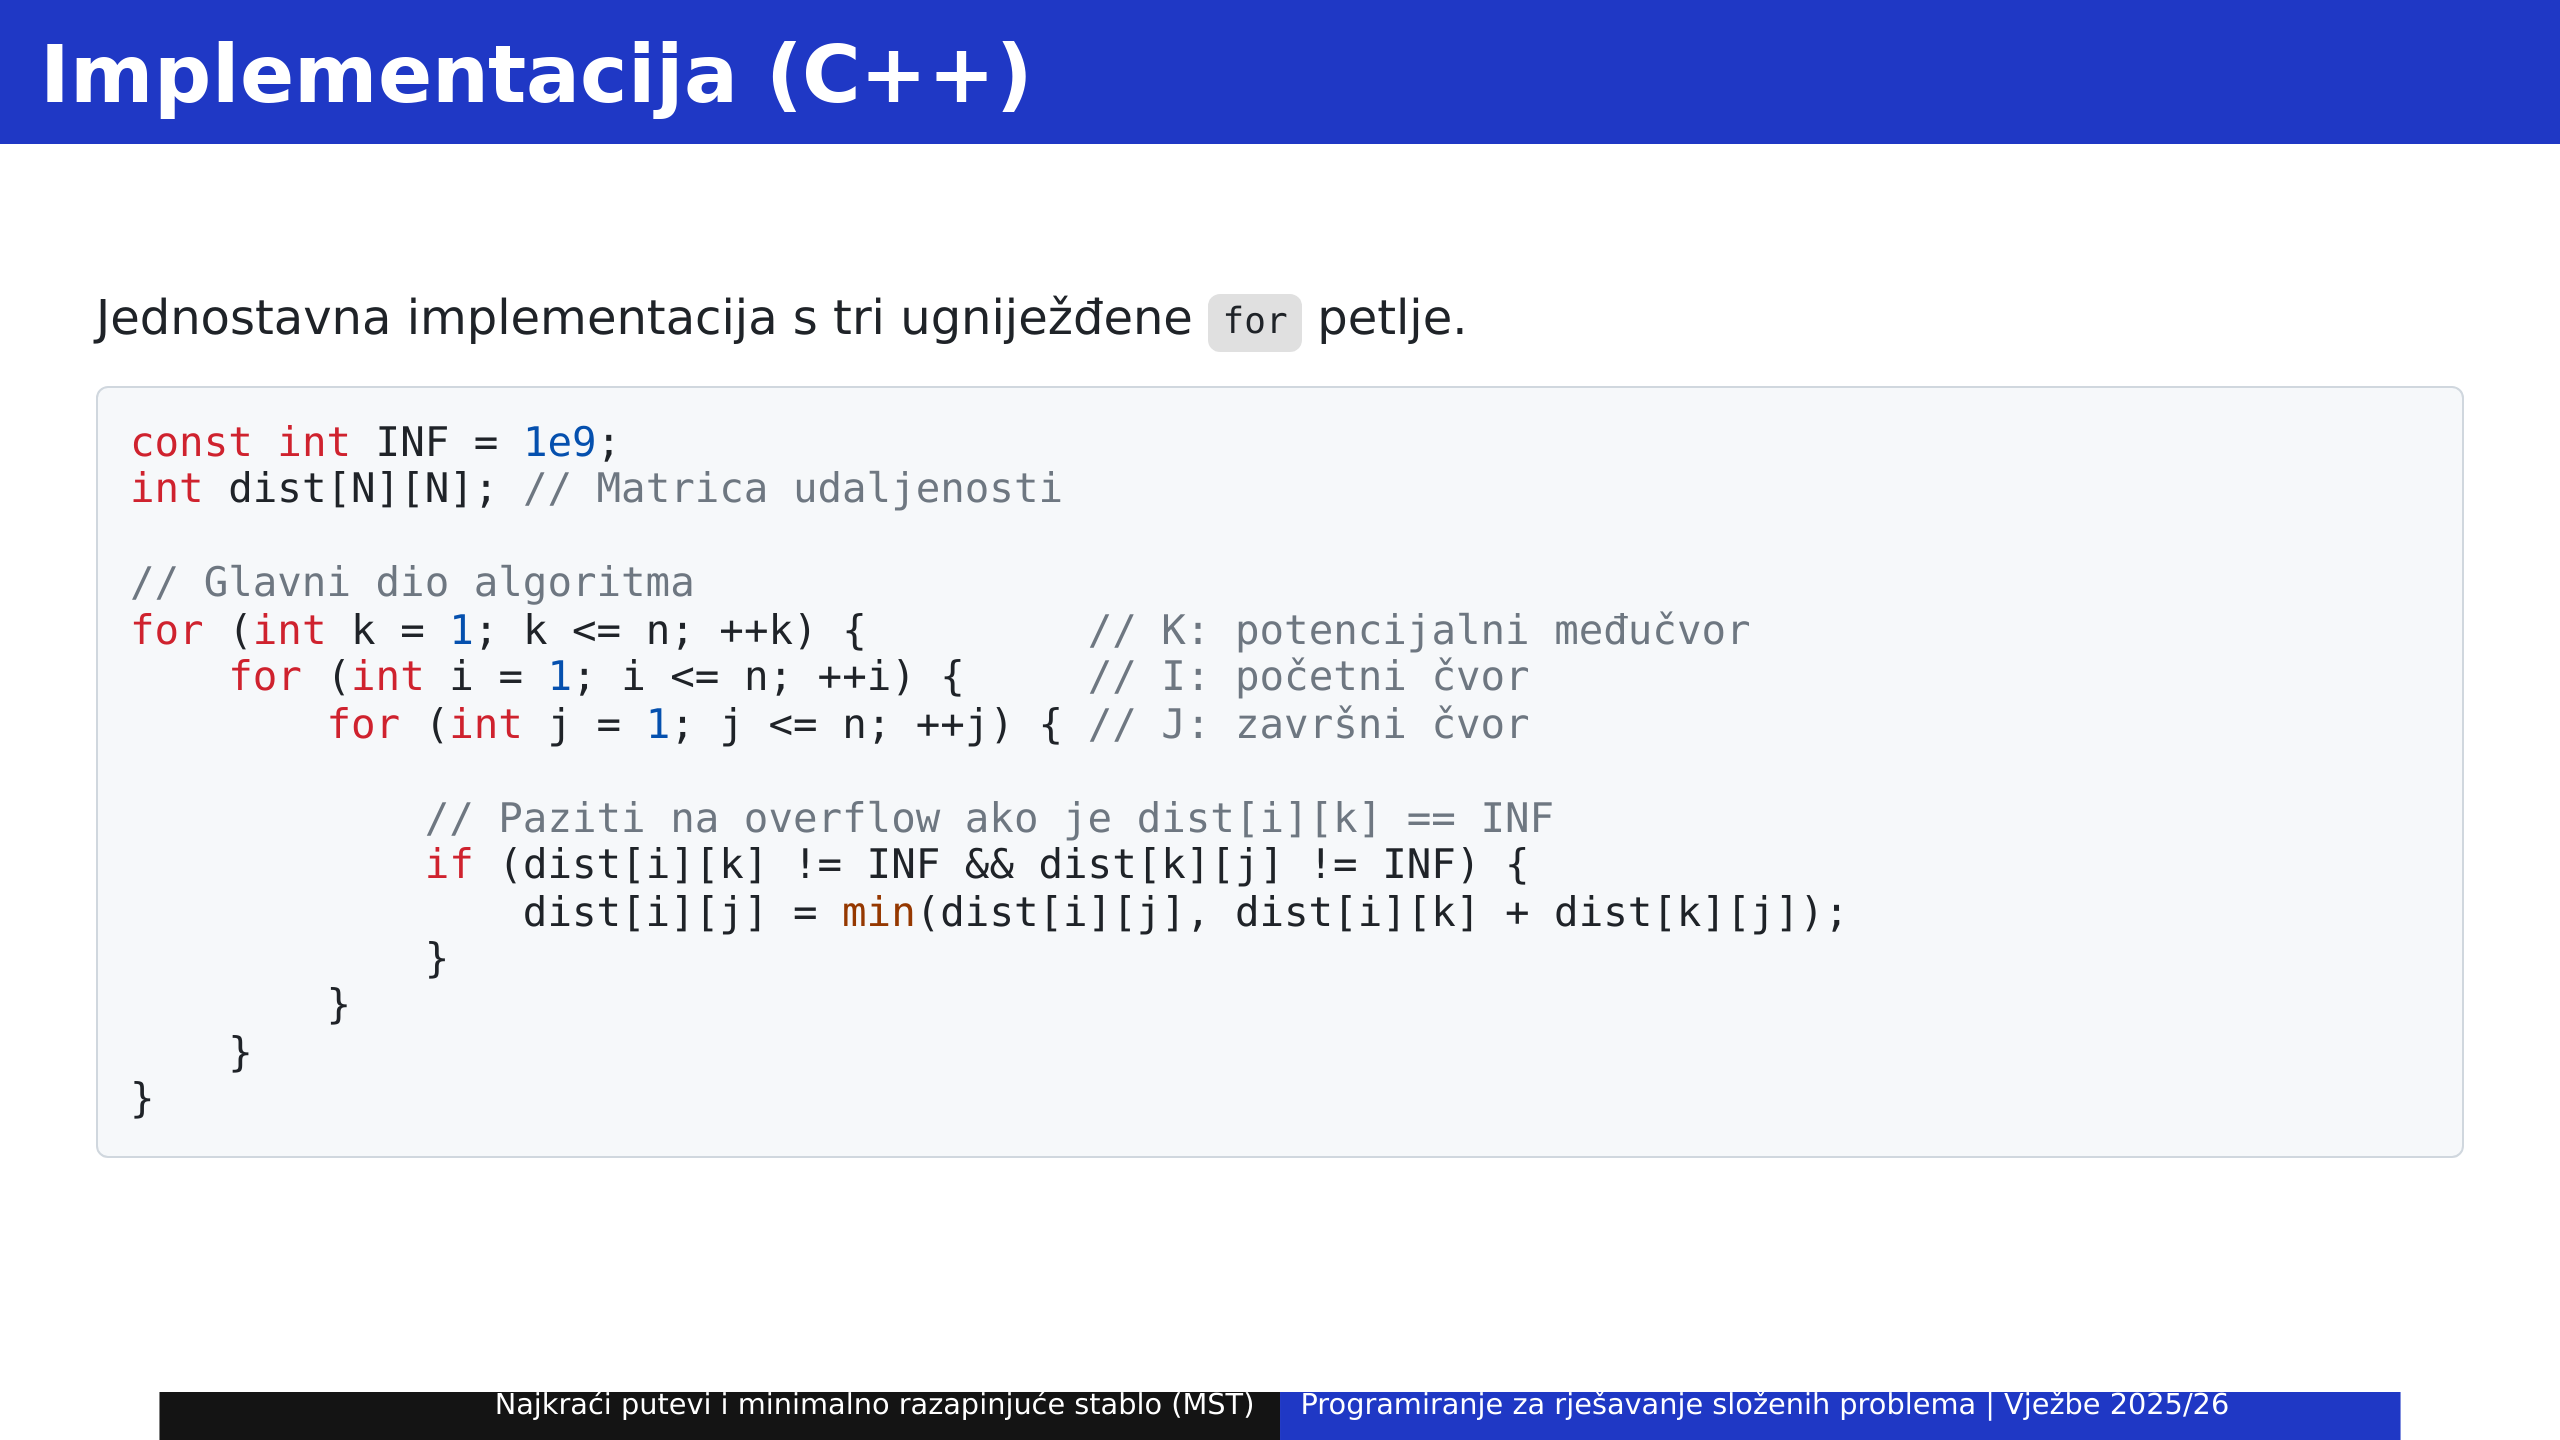 Implementacija (C++)
Jednostavna implementacija s tri ugniježđene for petlje.
const int INF = 1e9;
int dist[N][N]; // Matrica udaljenosti
// Glavni dio algoritma
for (int k = 1; k <= n; ++k) {         // K: potencijalni međučvor
    for (int i = 1; i <= n; ++i) {     // I: početni čvor
        for (int j = 1; j <= n; ++j) { // J: završni čvor
            // Paziti na overflow ako je dist[i][k] == INF
            if (dist[i][k] != INF && dist[k][j] != INF) {
                dist[i][j] = min(dist[i][j], dist[i][k] + dist[k][j]);
            }
        }
    }
}
Najkraći putevi i minimalno razapinjuće stablo (MST)
Programiranje za rješavanje složenih problema | Vježbe 2025/26